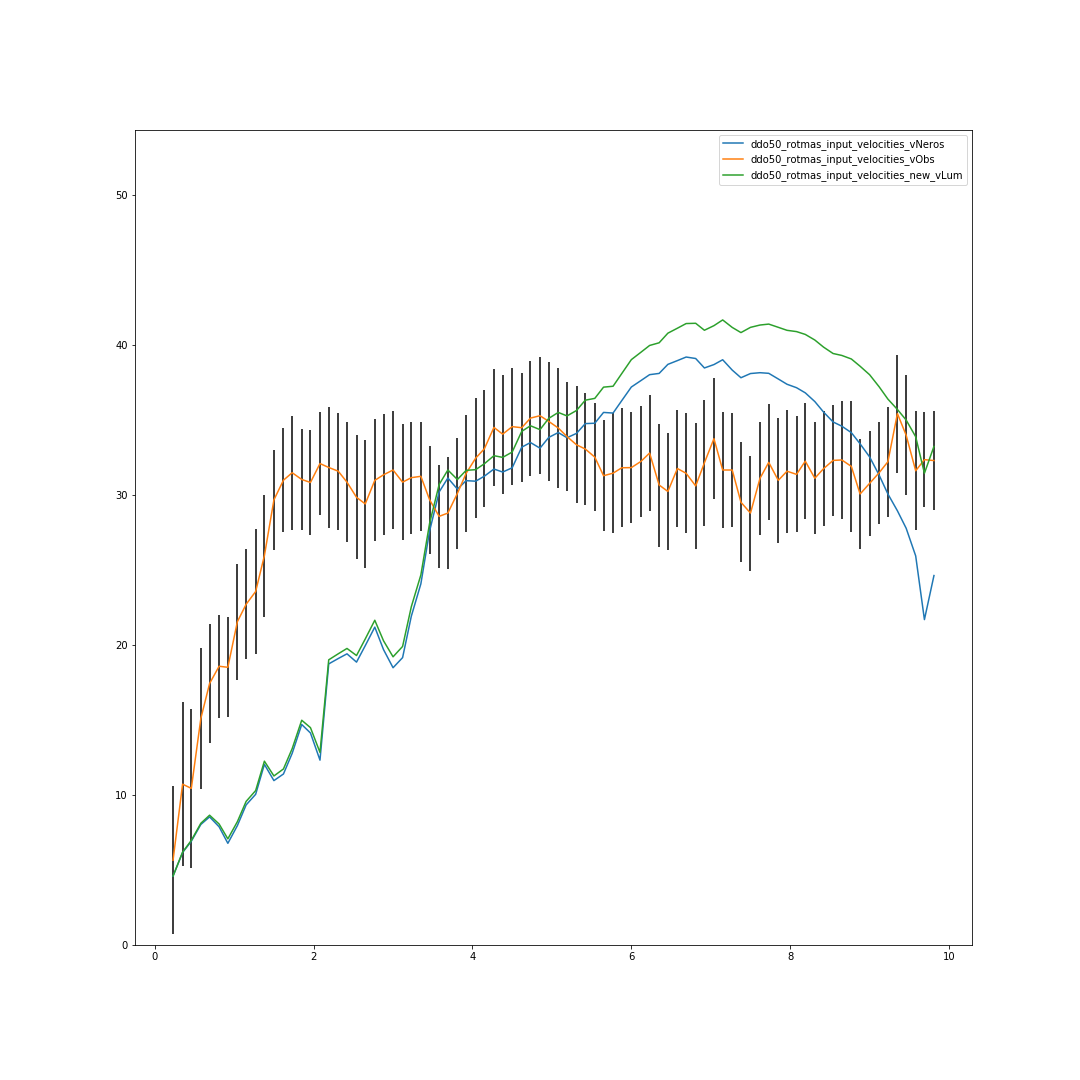 ddo50_rotmas_input_velocities_vNeros
ddo50_rotmas_input_velocities_vObs
ddo50_rotmas_input_velocities_new_vLum
50
40
30
20
10
0
0 2 4 6 8 10